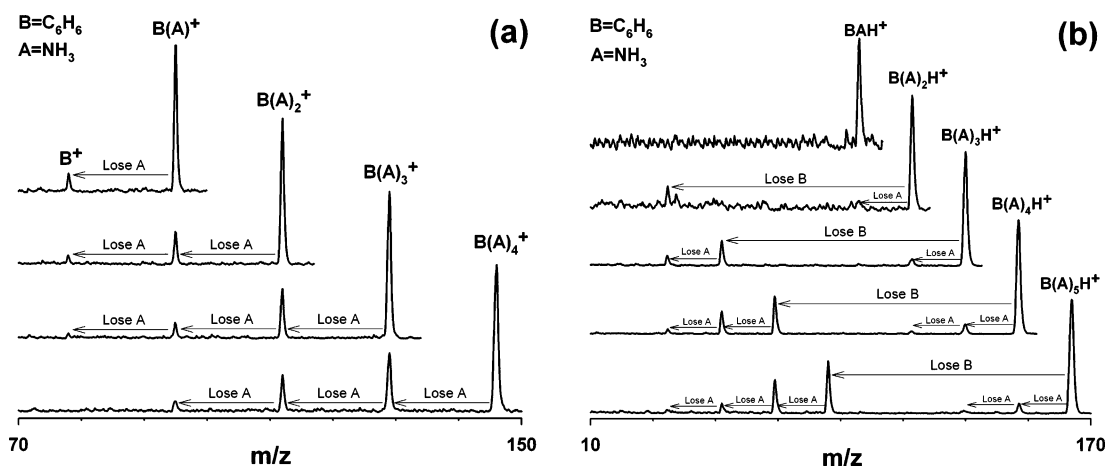 B=C₆H₆
A=NH₃
(a)
B(A)⁺
B⁺
Lose A
B(A)₂⁺
Lose A
Lose A
B(A)₃⁺
Lose A
Lose A
Lose A
B(A)₄⁺
Lose A
Lose A
Lose A
70
150
m/z
B=C₆H₆
A=NH₃
(b)
BAH⁺
B(A)₂H⁺
Lose B
Lose A
B(A)₃H⁺
Lose B
Lose A
Lose A
B(A)₄H⁺
Lose B
Lose A
Lose A
Lose A
Lose A
B(A)₅H⁺
Lose B
Lose A
Lose A
Lose A
Lose A
Lose A
10
170
m/z